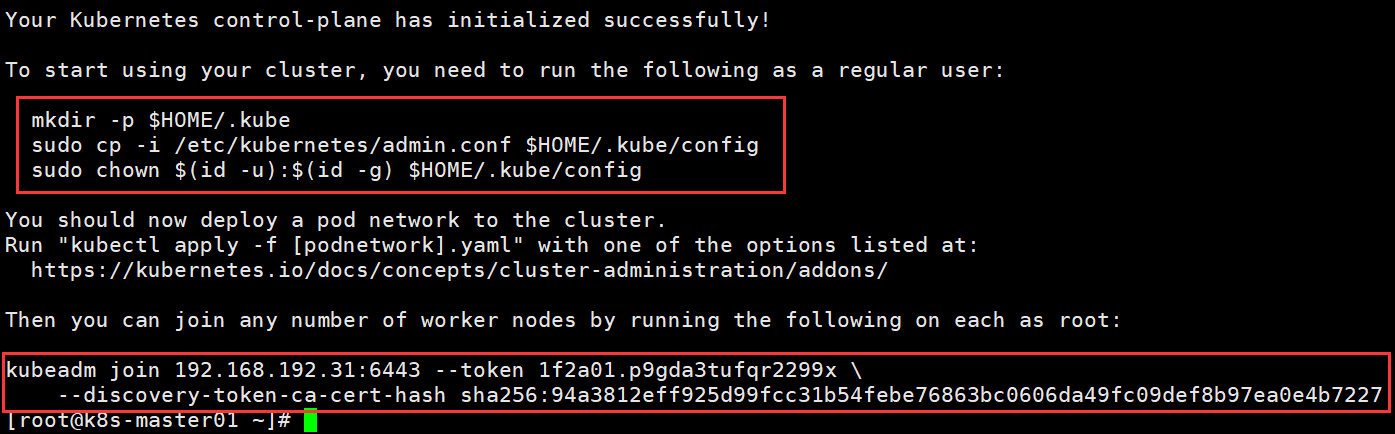 Your Kubernetes control-plane has initialized successfully!
To start using your cluster, you need to run the following as a regular user:
mkdir -p $HOME/.kube
sudo cp -i /etc/kubernetes/admin.conf $HOME/.kube/config
sudo chown $(id -u):$(id -g) $HOME/.kube/config
You should now deploy a pod network to the cluster.
Run "kubectl apply -f [podnetwork].yaml" with one of the options listed at:
https://kubernetes.io/docs/concepts/cluster-administration/addons/
Then you can join any number of worker nodes by running the following on each as root:
kubeadm join 192.168.192.31:6443 --token 1f2a01.p9gda3tufqr2299x \
--discovery-token-ca-cert-hash sha256:94a3812eff925d99fcc31b54febe76863bc0606da49fc09def8b97ea0e4b7227
[root@k8s-master01 ~]#